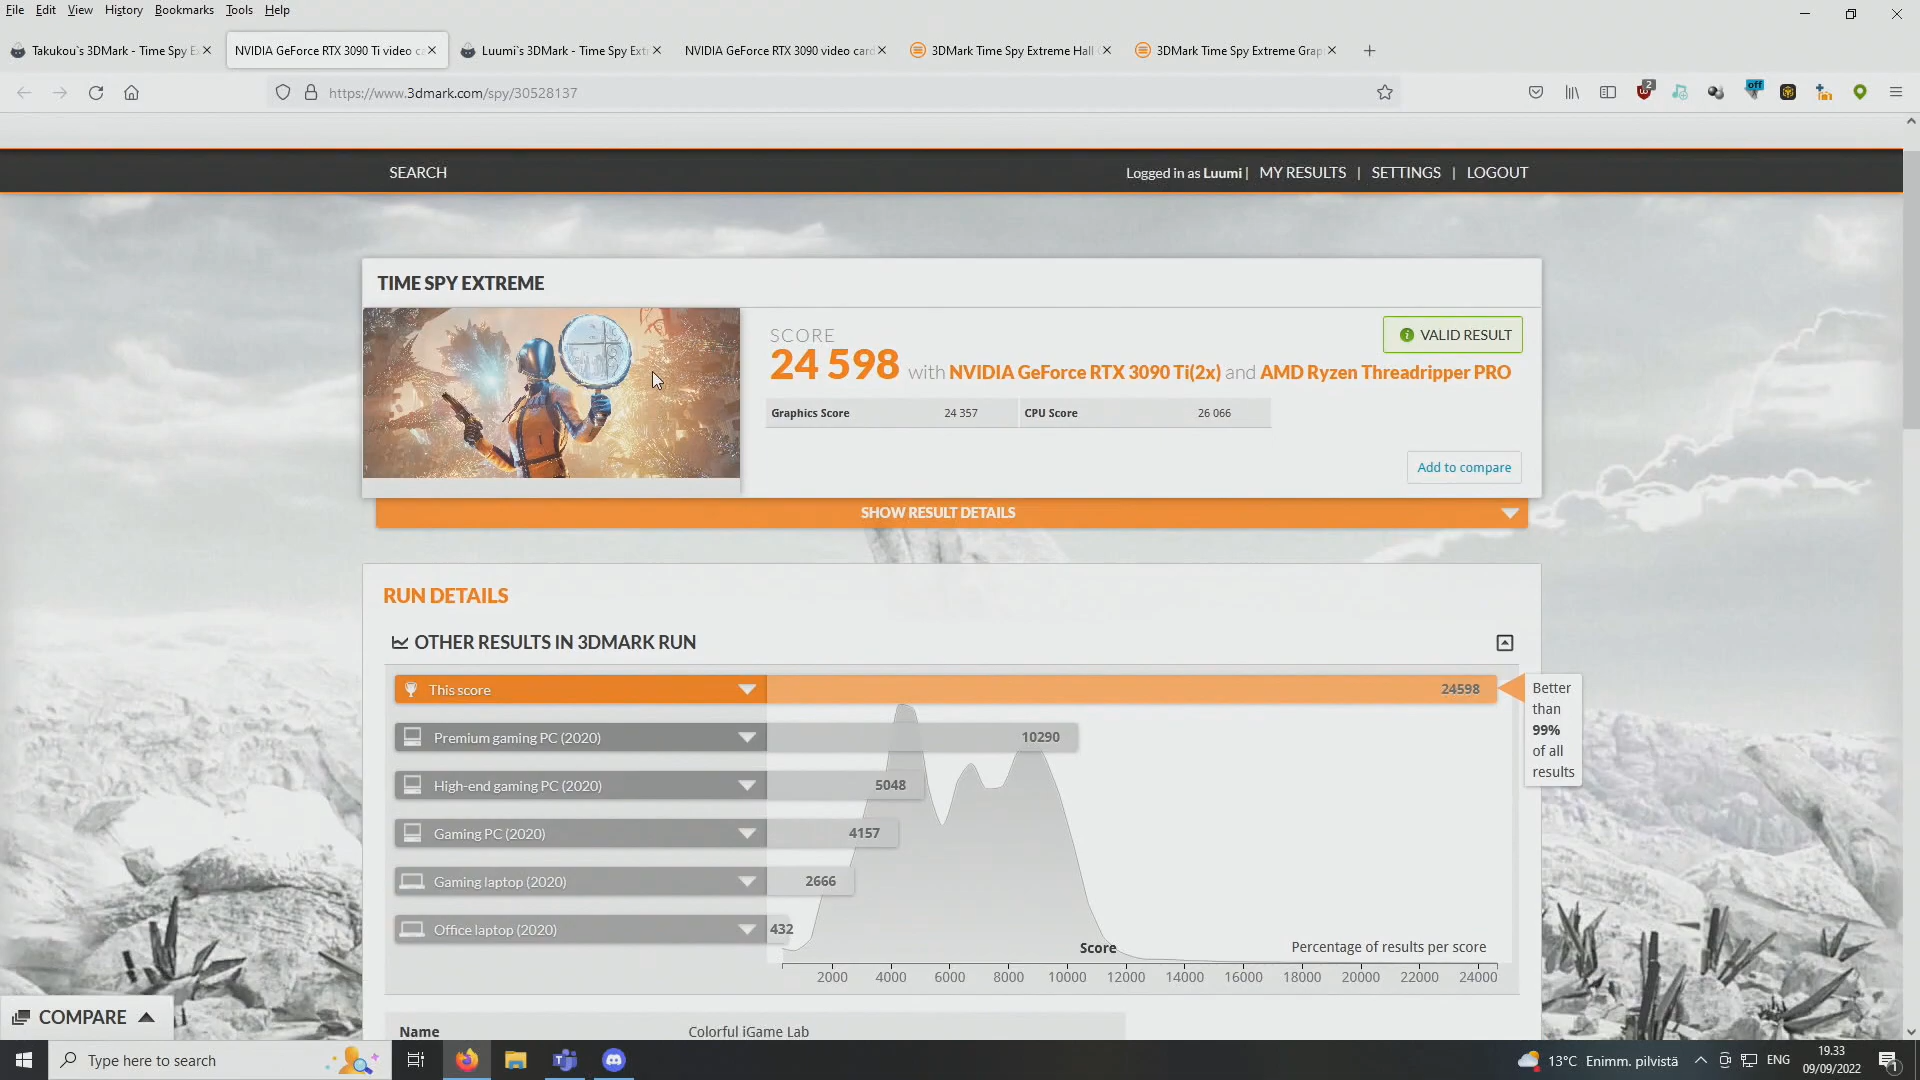 File Edit View History Bookmarks Tools Help
Takukou`s 3DMark - Time Spy E
NVIDIA GeForce RTX 3090 Ti video c
Luumi`s 3DMark - Time Spy Ext
NVIDIA GeForce RTX 3090 video card
3DMark Time Spy Extreme Hall
3DMark Time Spy Extreme Grap
https://www.3dmark.com/spy/30528137
2
off
SEARCH
Logged in as Luumi | MY RESULTS | SETTINGS | LOGOUT
TIME SPY EXTREME
SCORE
VALID RESULT
24 598 with NVIDIA GeForce RTX 3090 Ti(2x) and AMD Ryzen Threadripper PRO
Graphics Score 24 357 CPU Score 26 066
Add to compare
SHOW RESULT DETAILS
RUN DETAILS
OTHER RESULTS IN 3DMARK RUN
This score 24598
Better
than
99%
of all
results
Premium gaming PC (2020) 10290
High-end gaming PC (2020) 5048
Gaming PC (2020) 4157
Gaming laptop (2020) 2666
Office laptop (2020) 432
Score Percentage of results per score
2000 4000 6000 8000 10000 12000 14000 16000 18000 20000 22000 24000
COMPARE
Name Colorful iGame Lab
Type here to search
13°C Enimm. pilvistä
ENG
19.33
09/09/2022
1